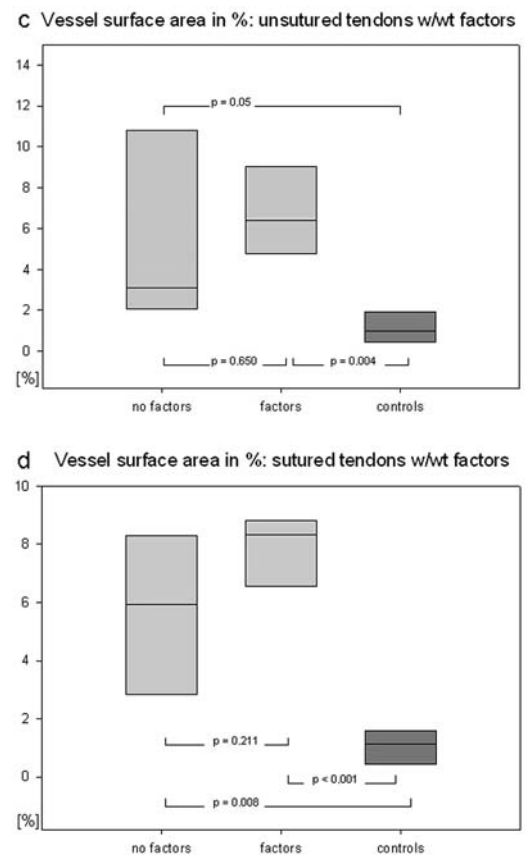 c Vessel surface area in %: unsutured tendons w/wt factors
14
12
p = 0,05
10
8
6
4
2
0
p = 0.650
p = 0.004
[%]
no factors factors controls
d Vessel surface area in %: sutured tendons w/wt factors
10
8
6
4
2
p = 0.211
0
p < 0.001
p = 0.008
[%]
no factors factors controls